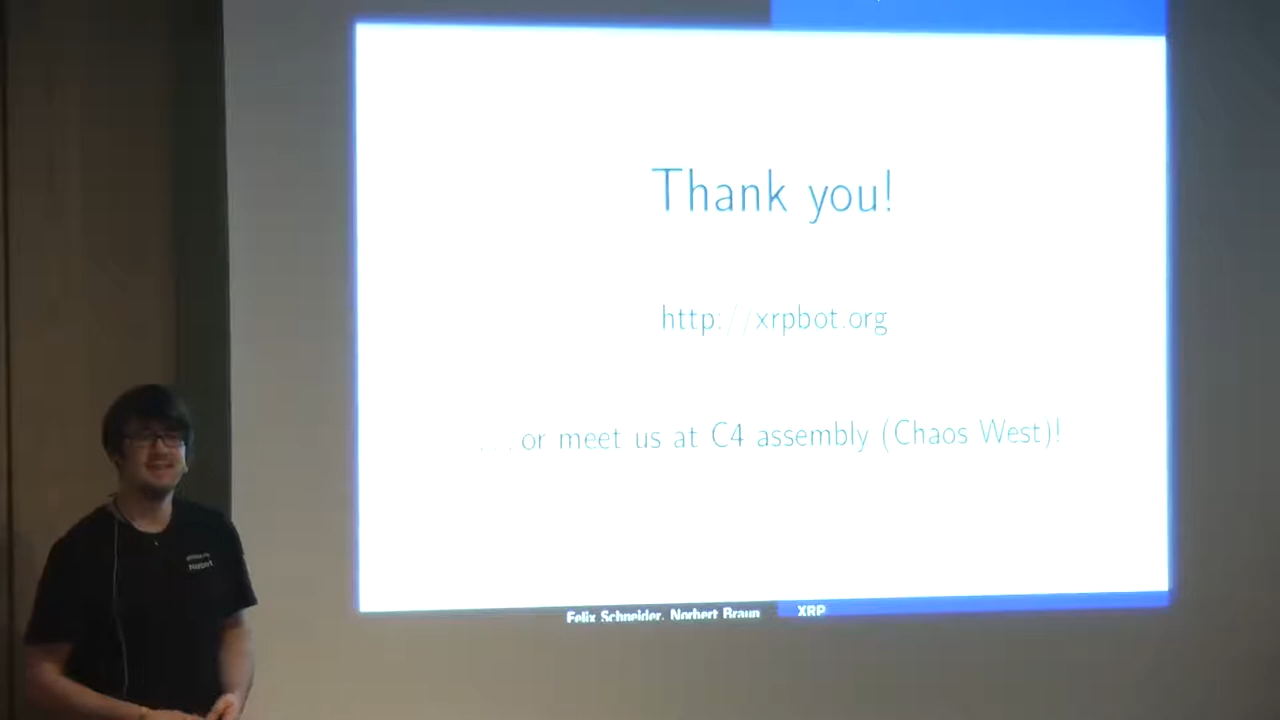 Thank you!
http://xrpbot.org
...or meet us at C4 assembly (Chaos West)!
Felix Schneider, Norbert Braun
XRP